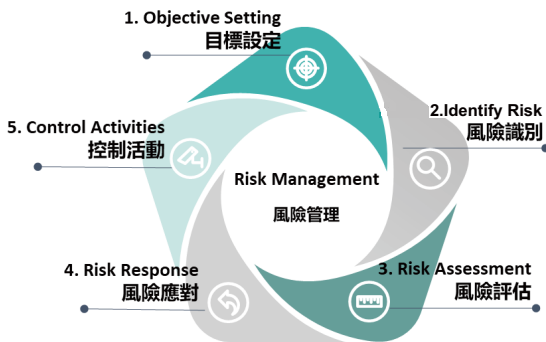 1. Objective Setting
目標設定
2.Identify Risk
風險識別
3. Risk Assessment
風險評估
4. Risk Response
風險應對
5. Control Activities
控制活動
Risk Management
風險管理